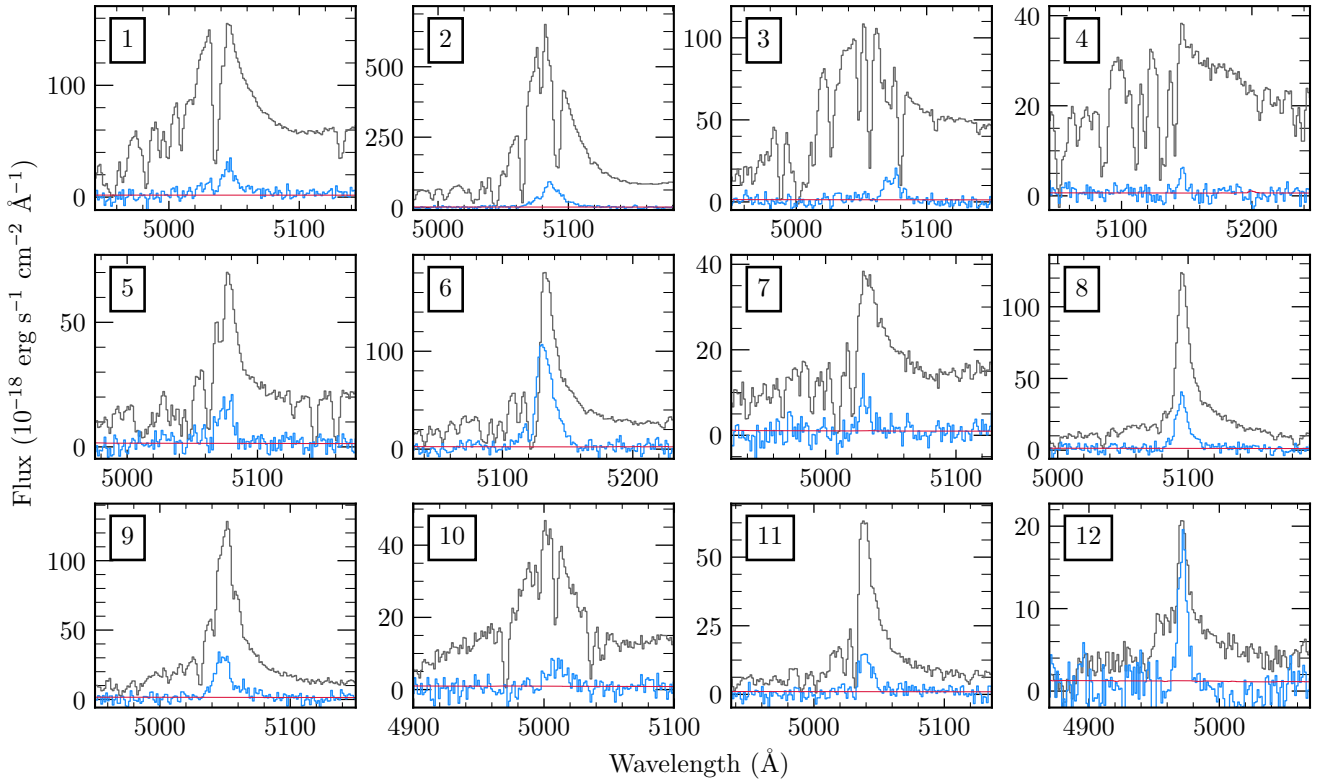 1 2 3 4
100 500 100 40
0 250 50 20
0 0 0
5000 5100 5000 5100 5000 5100 5100 5200
5 6 7 8
50 100 40 100
0 0 20 50
0 0
5000 5100 5100 5200 5000 5100 5000 5100
9 10 11 12
100 40 50 20
50 20 25 10
0 0 0 0
5000 5100 4900 5000 5100 5000 5100 4900 5000
Flux (10⁻¹⁸ erg s⁻¹ cm⁻² Å⁻¹)
Wavelength (Å)